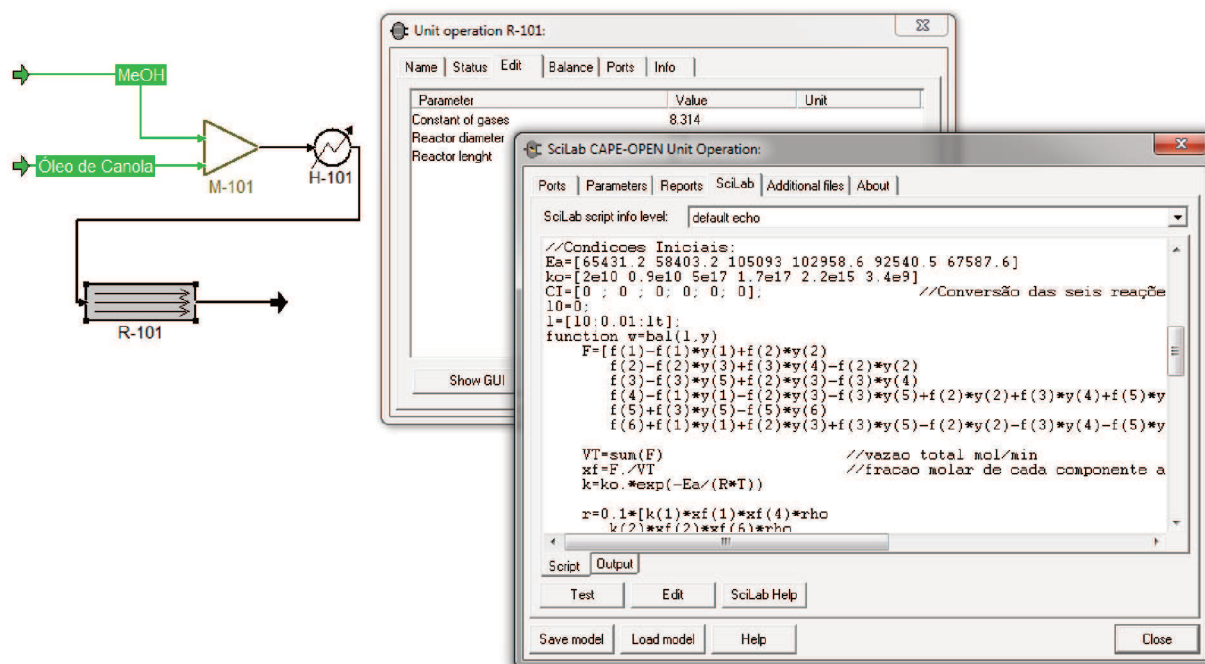 MeOH
Óleo de Canola
M-101
H-101
R-101
Unit operation R-101:
Name Status Edit Balance Ports Info
Parameter Value Unit
Constant of gases 8.314
Reactor diameter
Reactor lenght
Show GUI
SciLab CAPE-OPEN Unit Operation:
Ports Parameters Reports SciLab Additional files About
SciLab script info level: default echo
//Condicoes Iniciais:
Ea=[65431.2 58403.2 105093 102958.6 92540.5 67587.6]
ko=[2e10 0.9e10 5e17 1.7e17 2.2e15 3.4e9]
CI=[0 ; 0 ; 0; 0; 0; 0]; //Conversão das seis reaçõe
l0=0;
l=[l0:0.01:lt];
function w=bal(l,y)
F=[f(1)-f(1)*y(1)+f(2)*y(2)
f(2)-f(2)*y(3)+f(3)*y(4)-f(2)*y(2)
f(3)-f(3)*y(5)+f(2)*y(3)-f(3)*y(4)
f(4)-f(1)*y(1)-f(2)*y(3)-f(3)*y(5)+f(2)*y(2)+f(3)*y(4)+f(5)*y
f(5)+f(3)*y(5)-f(5)*y(6)
f(6)+f(1)*y(1)+f(2)*y(3)+f(3)*y(5)-f(2)*y(2)-f(3)*y(4)-f(5)*y
VT=sum(F) //vazao total mol/min
xf=F./VT //fracao molar de cada componente a
k=ko.*exp(-Ea/(R*T))
r=0.1*[k(1)*xf(1)*xf(4)*rho
k(2)*xf(2)*xf(6)*rho
Script Output
Test Edit SciLab Help
Save model Load model Help Close